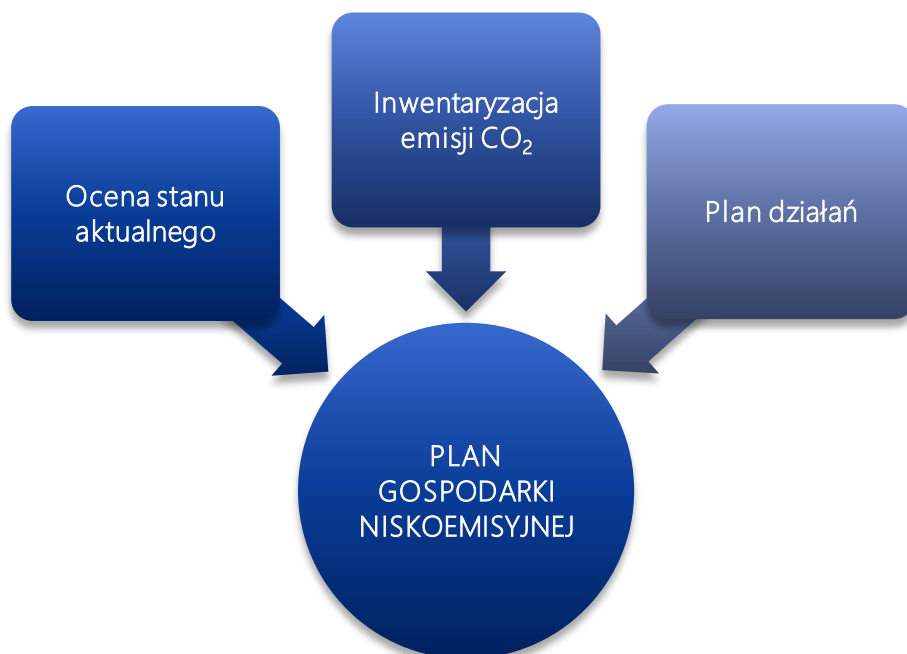 Inwentaryzacja
emisji CO₂
Ocena stanu
aktualnego
Plan działań
PLAN
GOSPODARKI
NISKOEMISYJNEJ